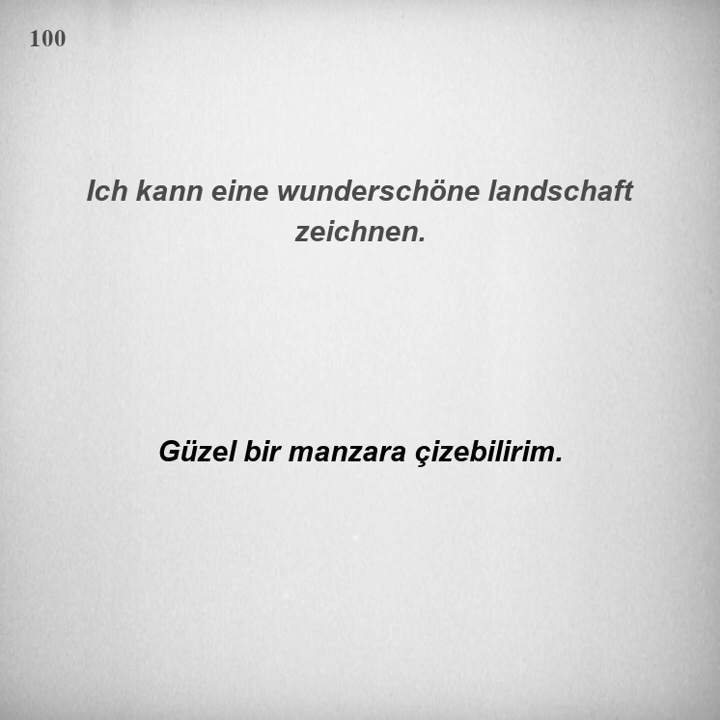 100
Ich kann eine wunderschöne landschaft
zeichnen.
Güzel bir manzara çizebilirim.